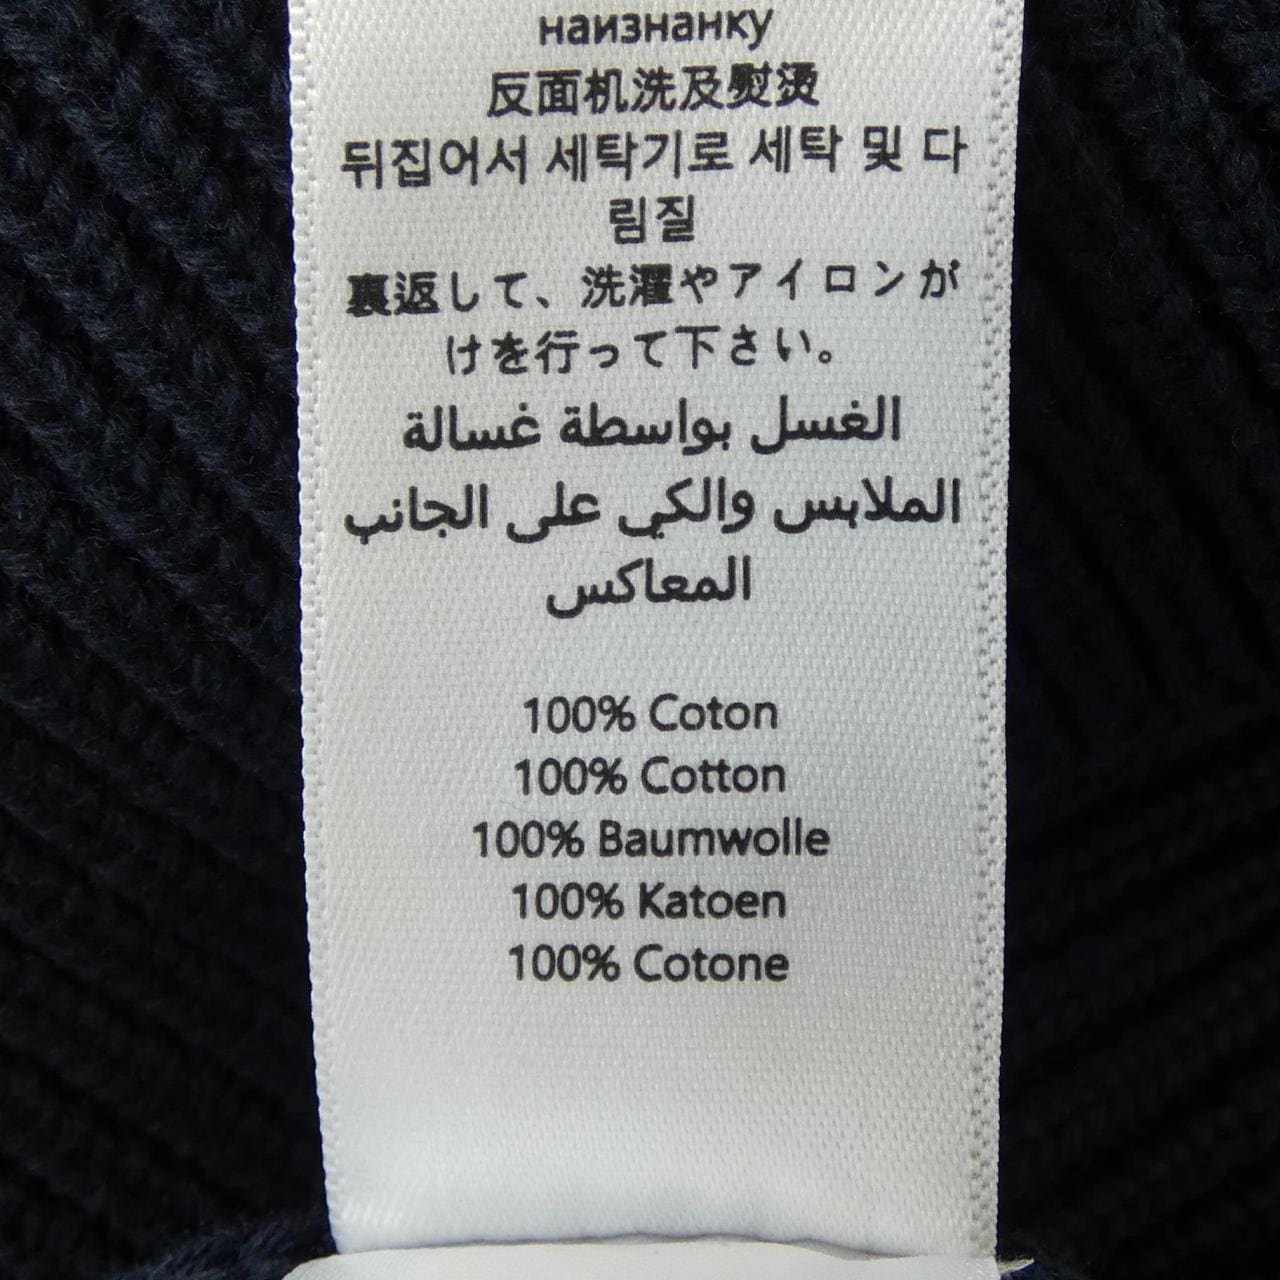 наизнанку
反面机洗及熨烫
뒤집어서 세탁기로 세탁 및 다
림질
裏返して、洗濯やアイロンが
けを行って下さい。
الغسل بواسطة غسالة
الملابس والكي على الجانب
المعاكس
100% Coton
100% Cotton
100% Baumwolle
100% Katoen
100% Cotone